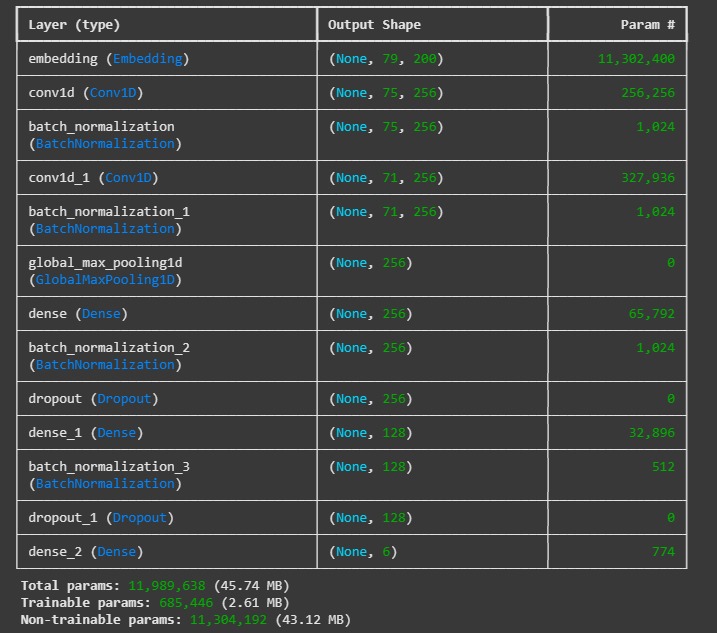 Layer (type) Output Shape Param #
embedding (Embedding) (None, 79, 200) 11,302,400
conv1d (Conv1D) (None, 75, 256) 256,256
batch_normalization (None, 75, 256) 1,024
(BatchNormalization)
conv1d_1 (Conv1D) (None, 71, 256) 327,936
batch_normalization_1 (None, 71, 256) 1,024
(BatchNormalization)
global_max_pooling1d (None, 256) 0
(GlobalMaxPooling1D)
dense (Dense) (None, 256) 65,792
batch_normalization_2 (None, 256) 1,024
(BatchNormalization)
dropout (Dropout) (None, 256) 0
dense_1 (Dense) (None, 128) 32,896
batch_normalization_3 (None, 128) 512
(BatchNormalization)
dropout_1 (Dropout) (None, 128) 0
dense_2 (Dense) (None, 6) 774
Total params: 11,989,638 (45.74 MB)
Trainable params: 685,446 (2.61 MB)
Non-trainable params: 11,304,192 (43.12 MB)